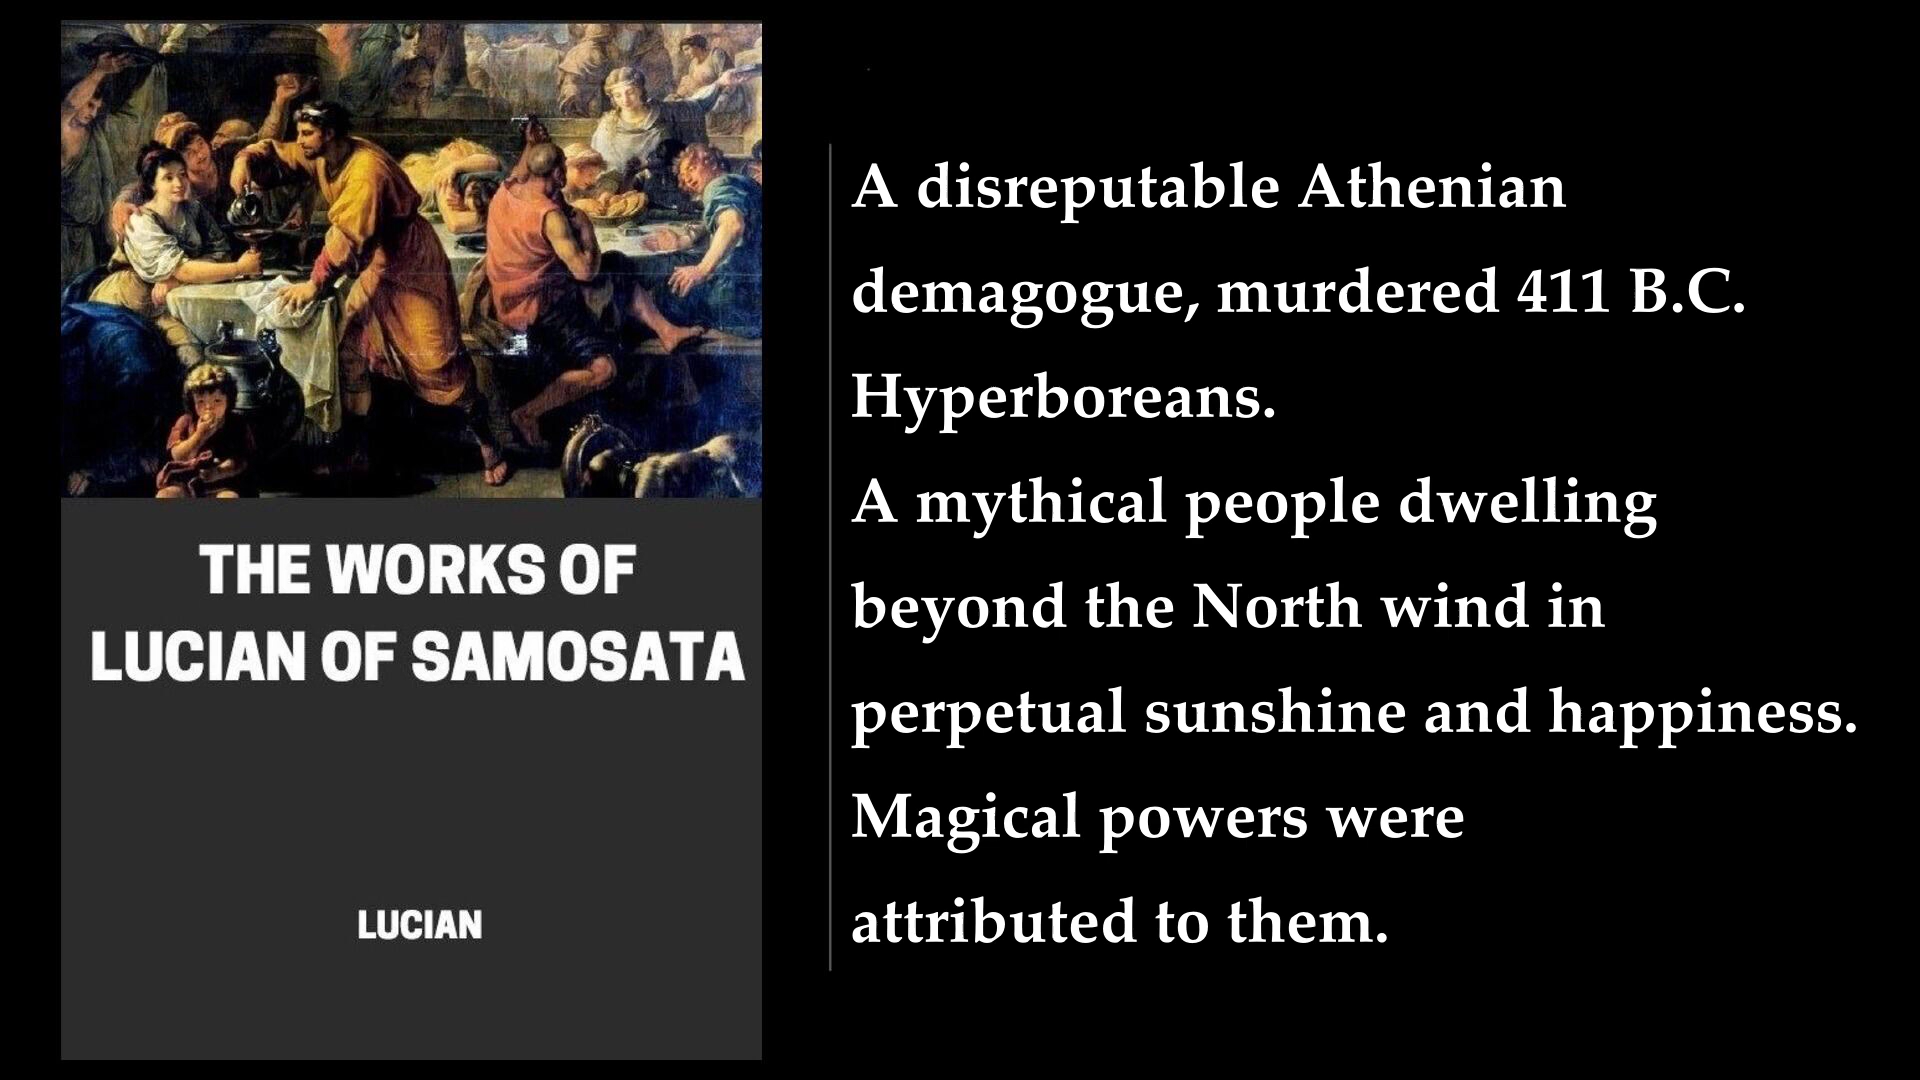 THE WORKS OF
LUCIAN OF SAMOSATA
LUCIAN
A disreputable Athenian
demagogue, murdered 411 B.C.
Hyperboreans.
A mythical people dwelling
beyond the North wind in
perpetual sunshine and happiness.
Magical powers were
attributed to them.